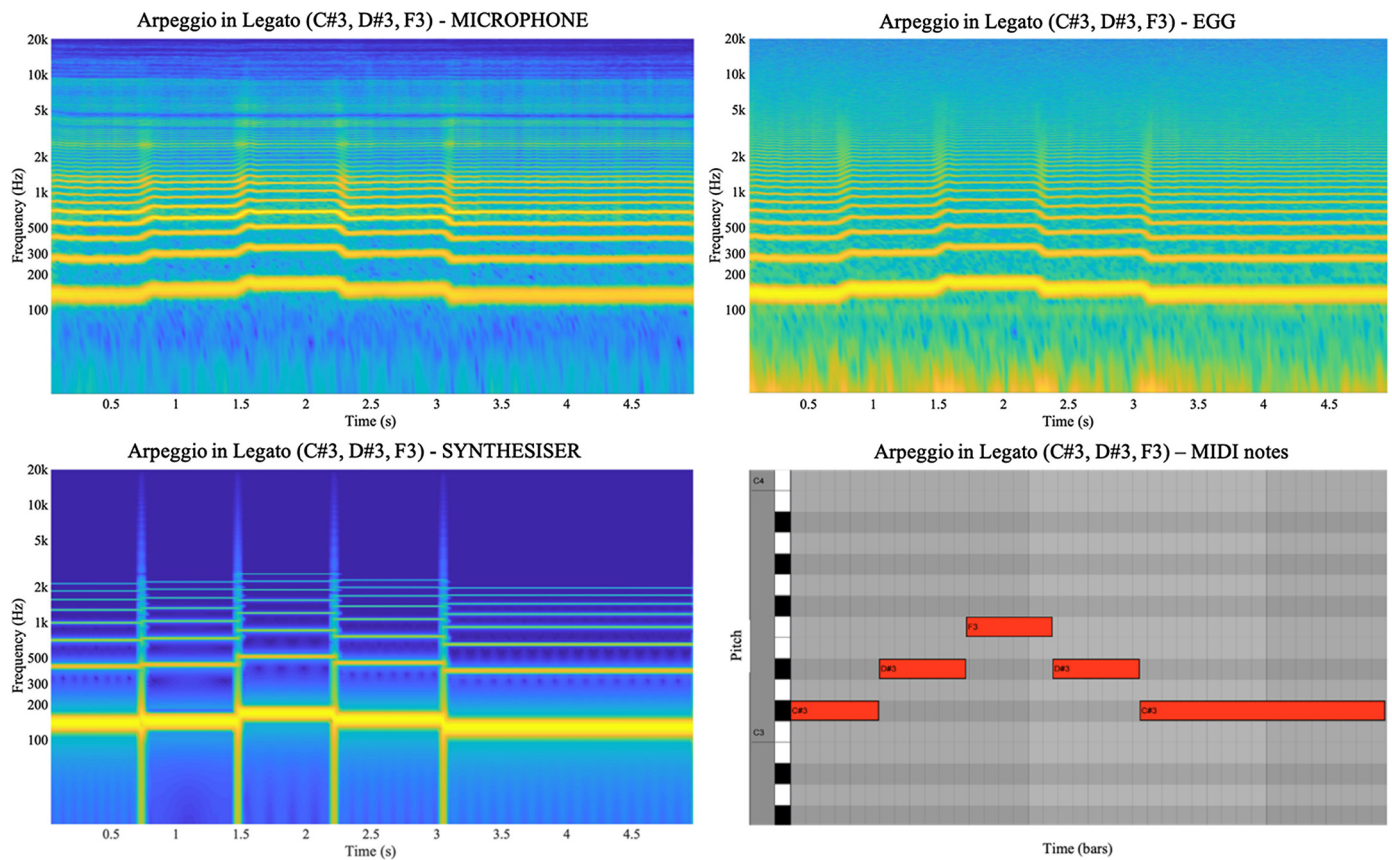 Arpeggio in Legato (C#3, D#3, F3) - MICROPHONE
20k
10k
5k
2k
1k
500
300
200
100
Frequency (Hz)
0.5 1 1.5 2 2.5 3 3.5 4 4.5
Time (s)
Arpeggio in Legato (C#3, D#3, F3) - EGG
20k
10k
5k
2k
1k
500
300
200
100
Frequency (Hz)
0.5 1 1.5 2 2.5 3 3.5 4 4.5
Time (s)
Arpeggio in Legato (C#3, D#3, F3) - SYNTHESISER
20k
10k
5k
2k
1k
500
300
200
100
Frequency (Hz)
0.5 1 1.5 2 2.5 3 3.5 4 4.5
Time (s)
Arpeggio in Legato (C#3, D#3, F3) – MIDI notes
C4
F3
D#3 D#3
C#3 C#3
C3
Pitch
Time (bars)